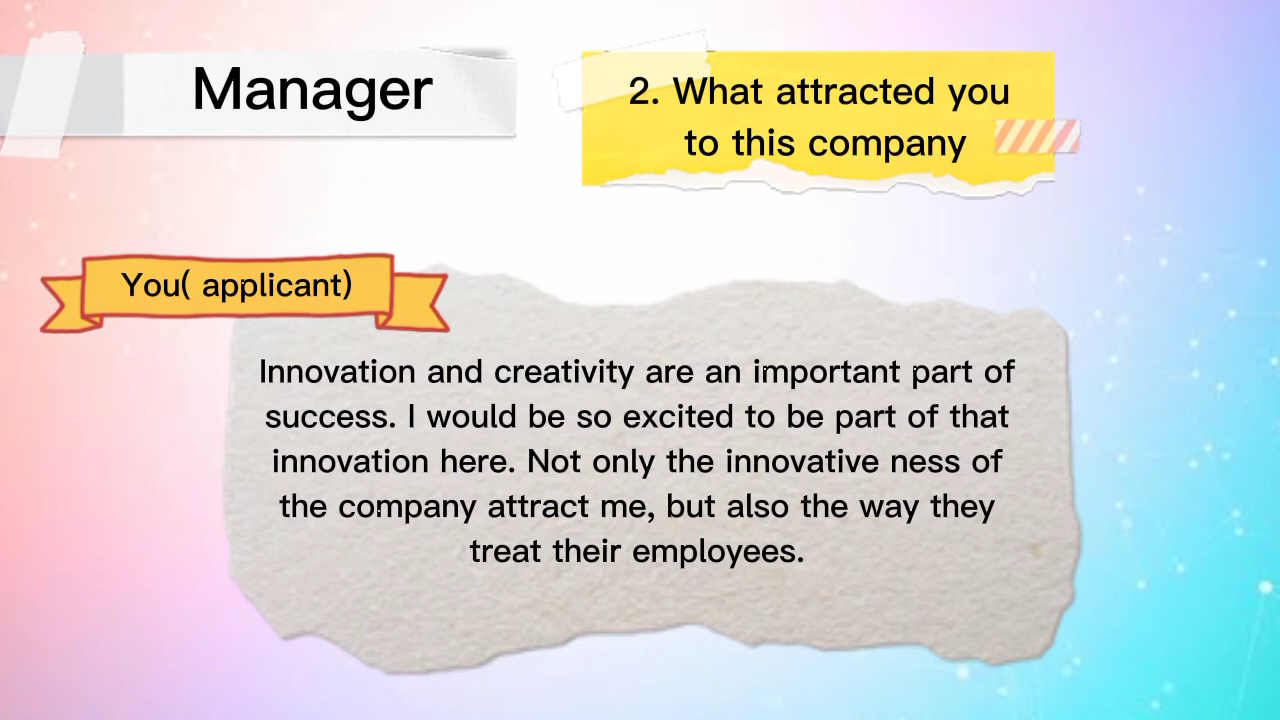 Manager
2. What attracted you
to this company
You( applicant)
Innovation and creativity are an important part of
success. I would be so excited to be part of that
innovation here. Not only the innovative ness of
the company attract me, but also the way they
treat their employees.